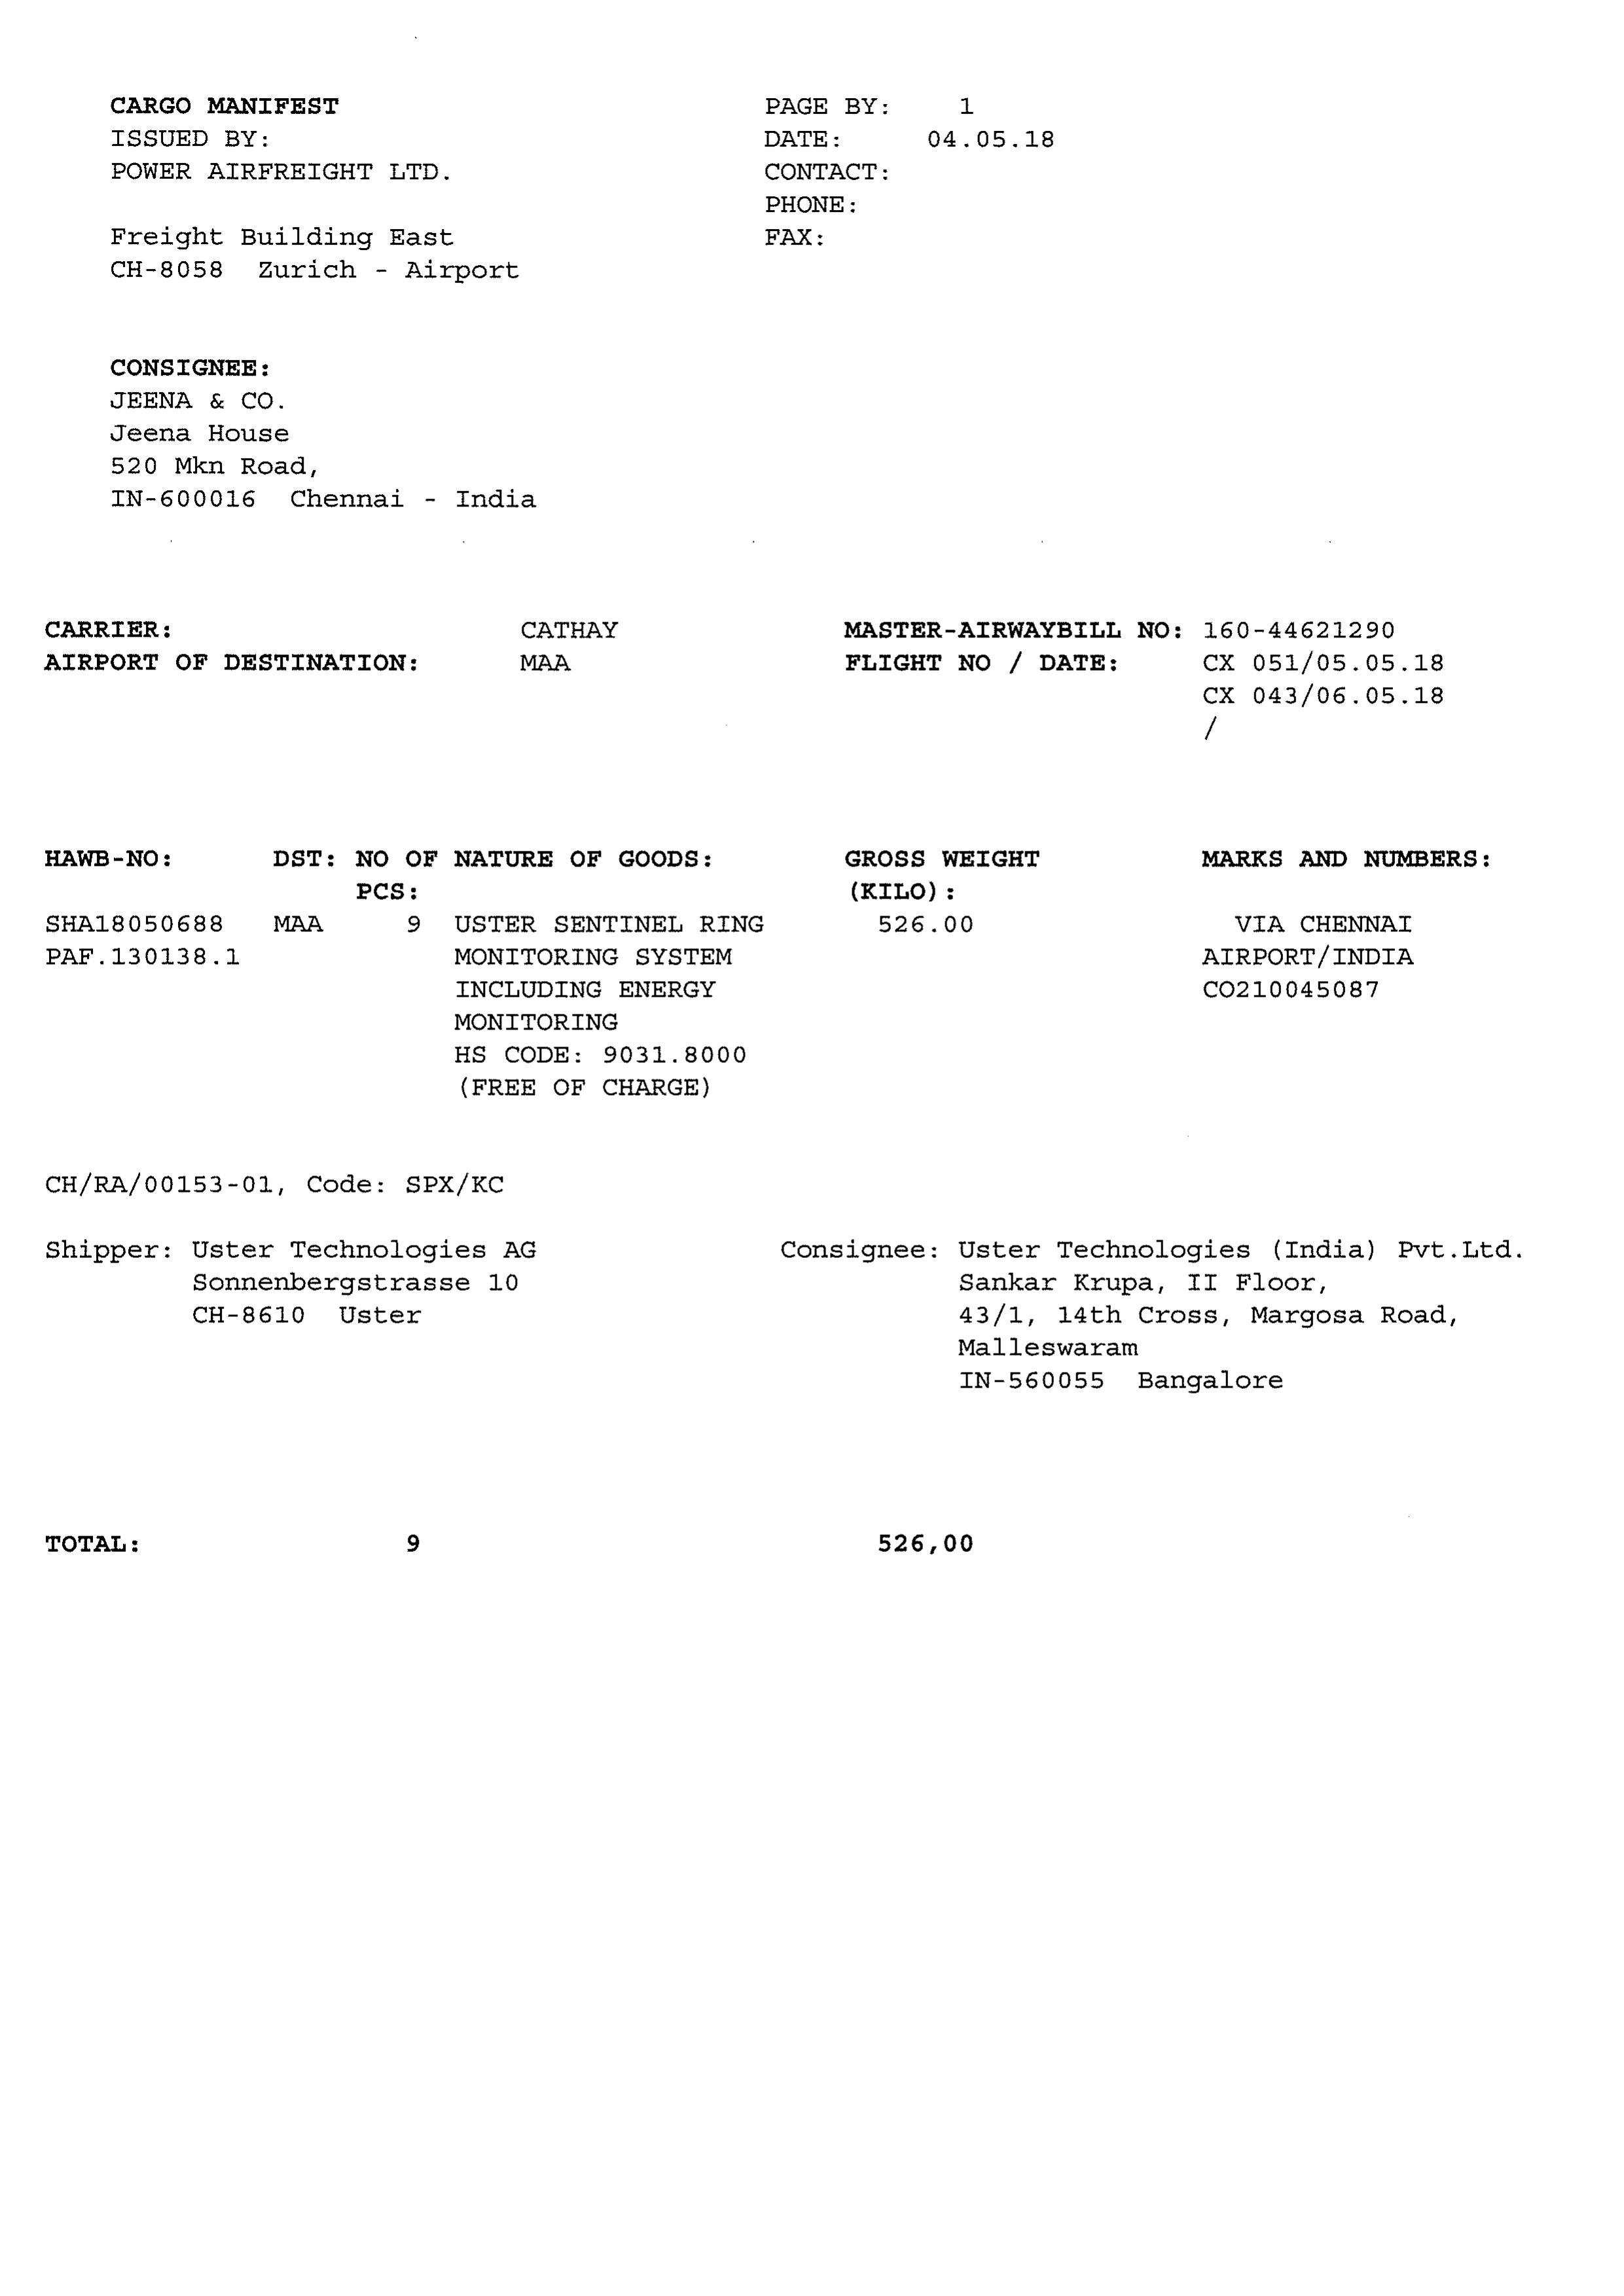 CARGO MANIFEST PAGE BY: 1
ISSUED BY: DATE: 04.05.18
POWER AIRFREIGHT LTD. CONTACT:
PHONE:
Freight Building East FAX:
CH-8058 Zurich - Airport
CONSIGNEE:
JEENA & CO.
Jeena House
520 Mkn Road,
IN-600016 Chennai - India
CARRIER: CATHAY MASTER-AIRWAYBILL NO: 160-44621290
AIRPORT OF DESTINATION: MAA FLIGHT NO / DATE: CX 051/05.05.18
CX 043/06.05.18
/
HAWB-NO: DST: NO OF NATURE OF GOODS: GROSS WEIGHT MARKS AND NUMBERS:
PCS: (KILO):
SHA18050688 MAA 9 USTER SENTINEL RING 526.00 VIA CHENNAI
PAF.130138.1 MONITORING SYSTEM AIRPORT/INDIA
INCLUDING ENERGY CO210045087
MONITORING
HS CODE: 9031.8000
(FREE OF CHARGE)
CH/RA/00153-01, Code: SPX/KC
Shipper: Uster Technologies AG Consignee: Uster Technologies (India) Pvt.Ltd.
Sonnenbergstrasse 10 Sankar Krupa, II Floor,
CH-8610 Uster 43/1, 14th Cross, Margosa Road,
Malleswaram
IN-560055 Bangalore
TOTAL: 9 526,00